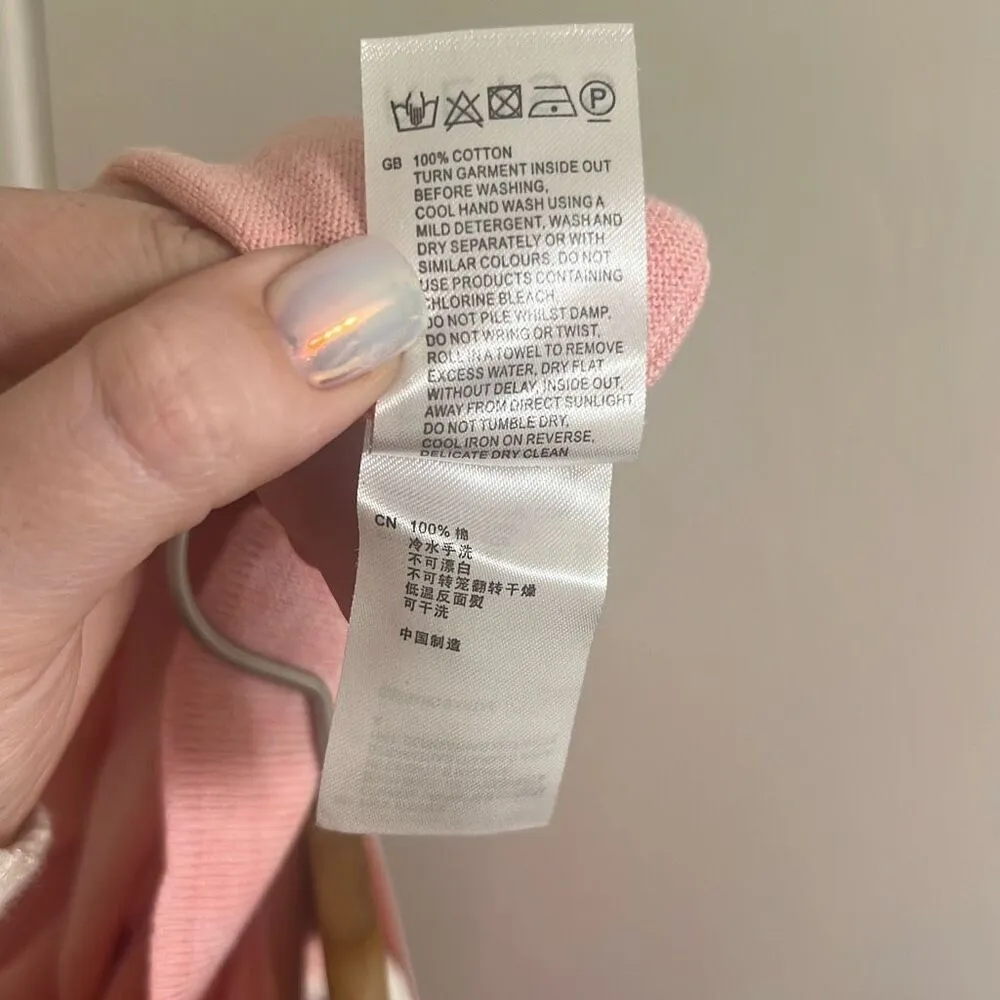 GB 100% COTTON
TURN GARMENT INSIDE OUT
BEFORE WASHING,
COOL HAND WASH USING A
MILD DETERGENT, WASH AND
DRY SEPARATELY OR WITH
SIMILAR COLOURS, DO NOT
USE PRODUCTS CONTAINING
CHLORINE BLEACH,
DO NOT PILE WHILST DAMP,
DO NOT WRING OR TWIST,
ROLL IN A TOWEL TO REMOVE
EXCESS WATER, DRY FLAT
WITHOUT DELAY, INSIDE OUT,
AWAY FROM DIRECT SUNLIGHT
DO NOT TUMBLE DRY,
COOL IRON ON REVERSE,
DELICATE DRY CLEAN
CN 100% 棉
冷水手洗
不可漂白
不可转笼翻转干燥
低温反面熨
可干洗
中国制造